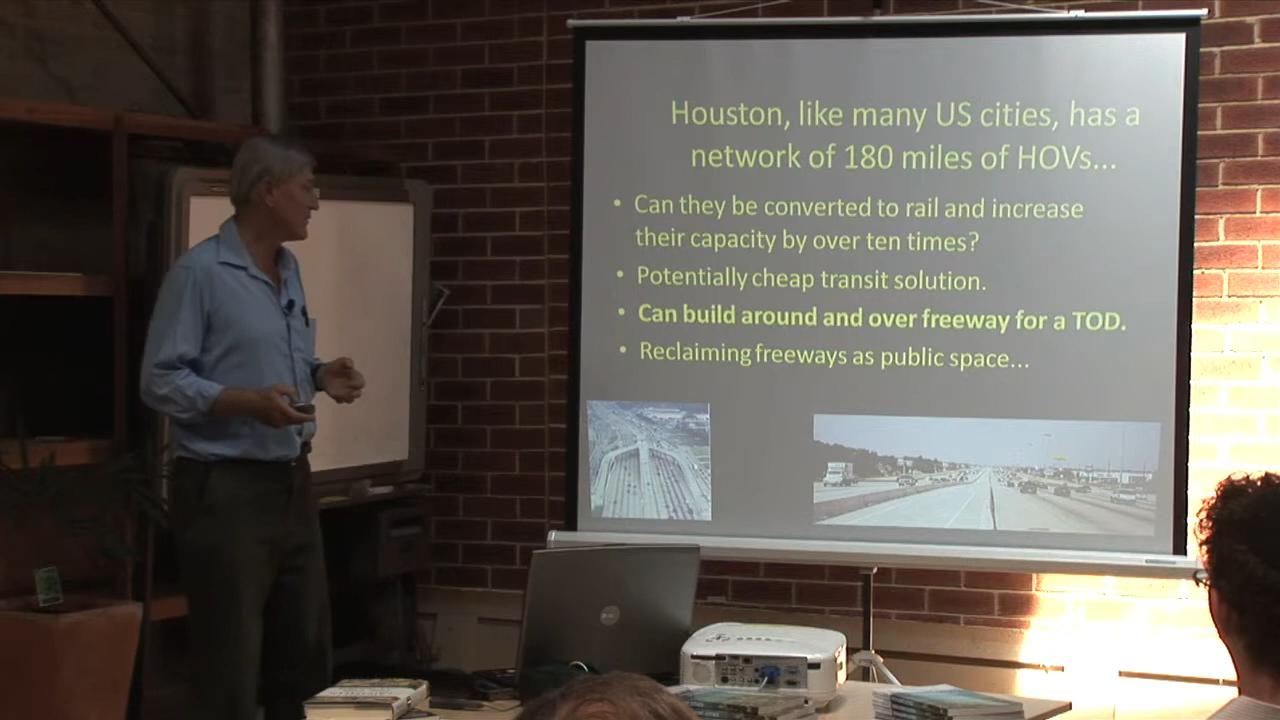 Houston, like many US cities, has a
network of 180 miles of HOVs...
• Can they be converted to rail and increase
their capacity by over ten times?
• Potentially cheap transit solution.
• Can build around and over freeway for a TOD.
• Reclaiming freeways as public space...